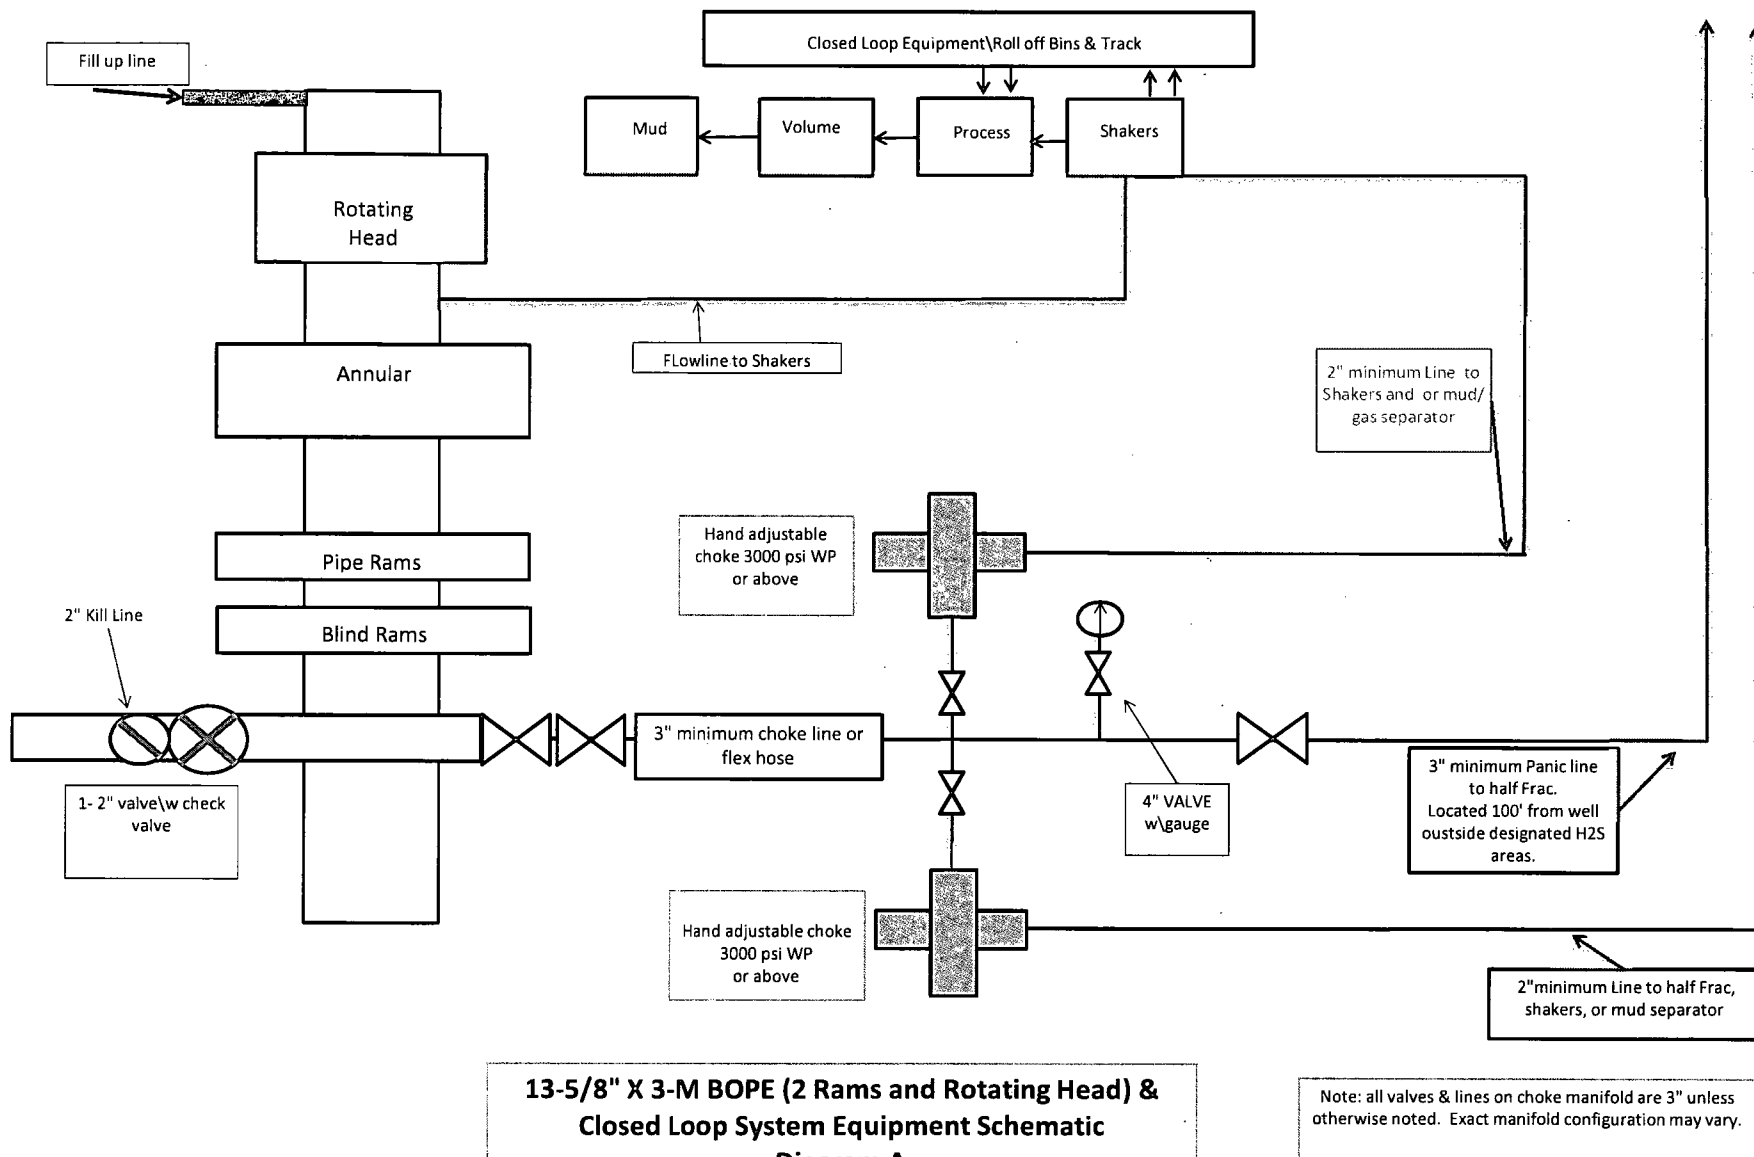 Closed Loop Equipment\Roll off Bins & Track
Fill up line
Mud
Volume
Process
Shakers
Rotating
Head
FLowline to Shakers
Annular
2" minimum Line to
Shakers and or mud/
gas separator
Hand adjustable
choke 3000 psi WP
or above
Pipe Rams
2" Kill Line
Blind Rams
3" minimum choke line or
flex hose
1- 2" valve\w check
valve
4" VALVE
w\gauge
3" minimum Panic line
to half Frac.
Located 100' from well
oustside designated H2S
areas.
Hand adjustable choke
3000 psi WP
or above
2"minimum Line to half Frac,
shakers, or mud separator
13-5/8" X 3-M BOPE (2 Rams and Rotating Head) &
Closed Loop System Equipment Schematic
Diagram A
Note: all valves & lines on choke manifold are 3" unless
otherwise noted. Exact manifold configuration may vary.